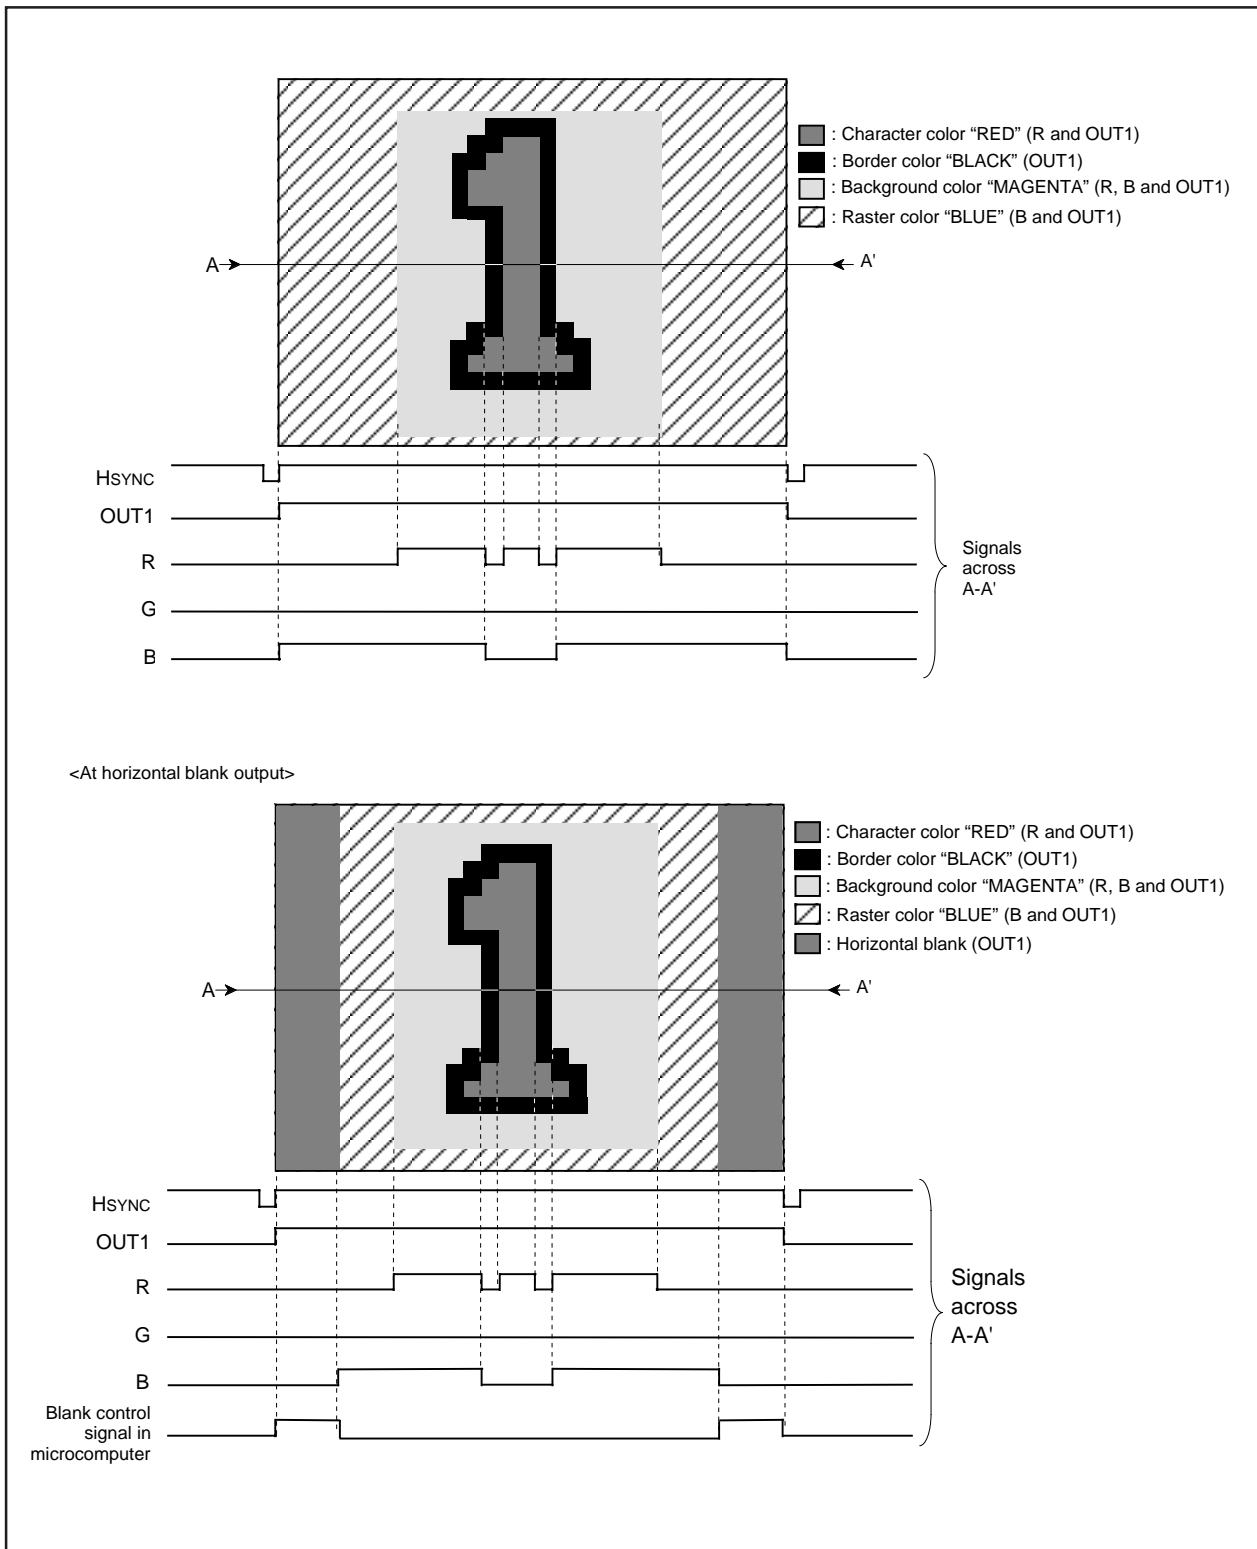 : Character color “RED” (R and OUT1)
: Border color “BLACK” (OUT1)
: Background color “MAGENTA” (R, B and OUT1)
: Raster color “BLUE” (B and OUT1)
A
A'
HSYNC
OUT1
R
G
B
Signals
across
A-A'
<At horizontal blank output>
: Character color “RED” (R and OUT1)
: Border color “BLACK” (OUT1)
: Background color “MAGENTA” (R, B and OUT1)
: Raster color “BLUE” (B and OUT1)
: Horizontal blank (OUT1)
A
A'
HSYNC
OUT1
R
G
B
Blank control
signal in
microcomputer
Signals
across
A-A'